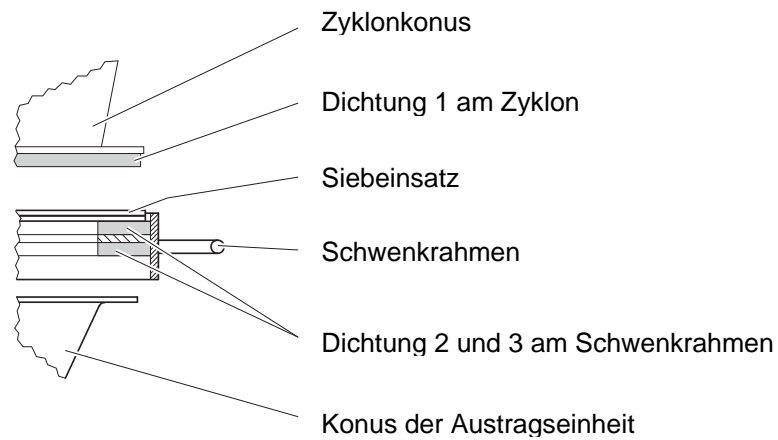 Zyklonkonus
Dichtung 1 am Zyklon
Siebeinsatz
Schwenkrahmen
Dichtung 2 und 3 am Schwenkrahmen
Konus der Austragseinheit